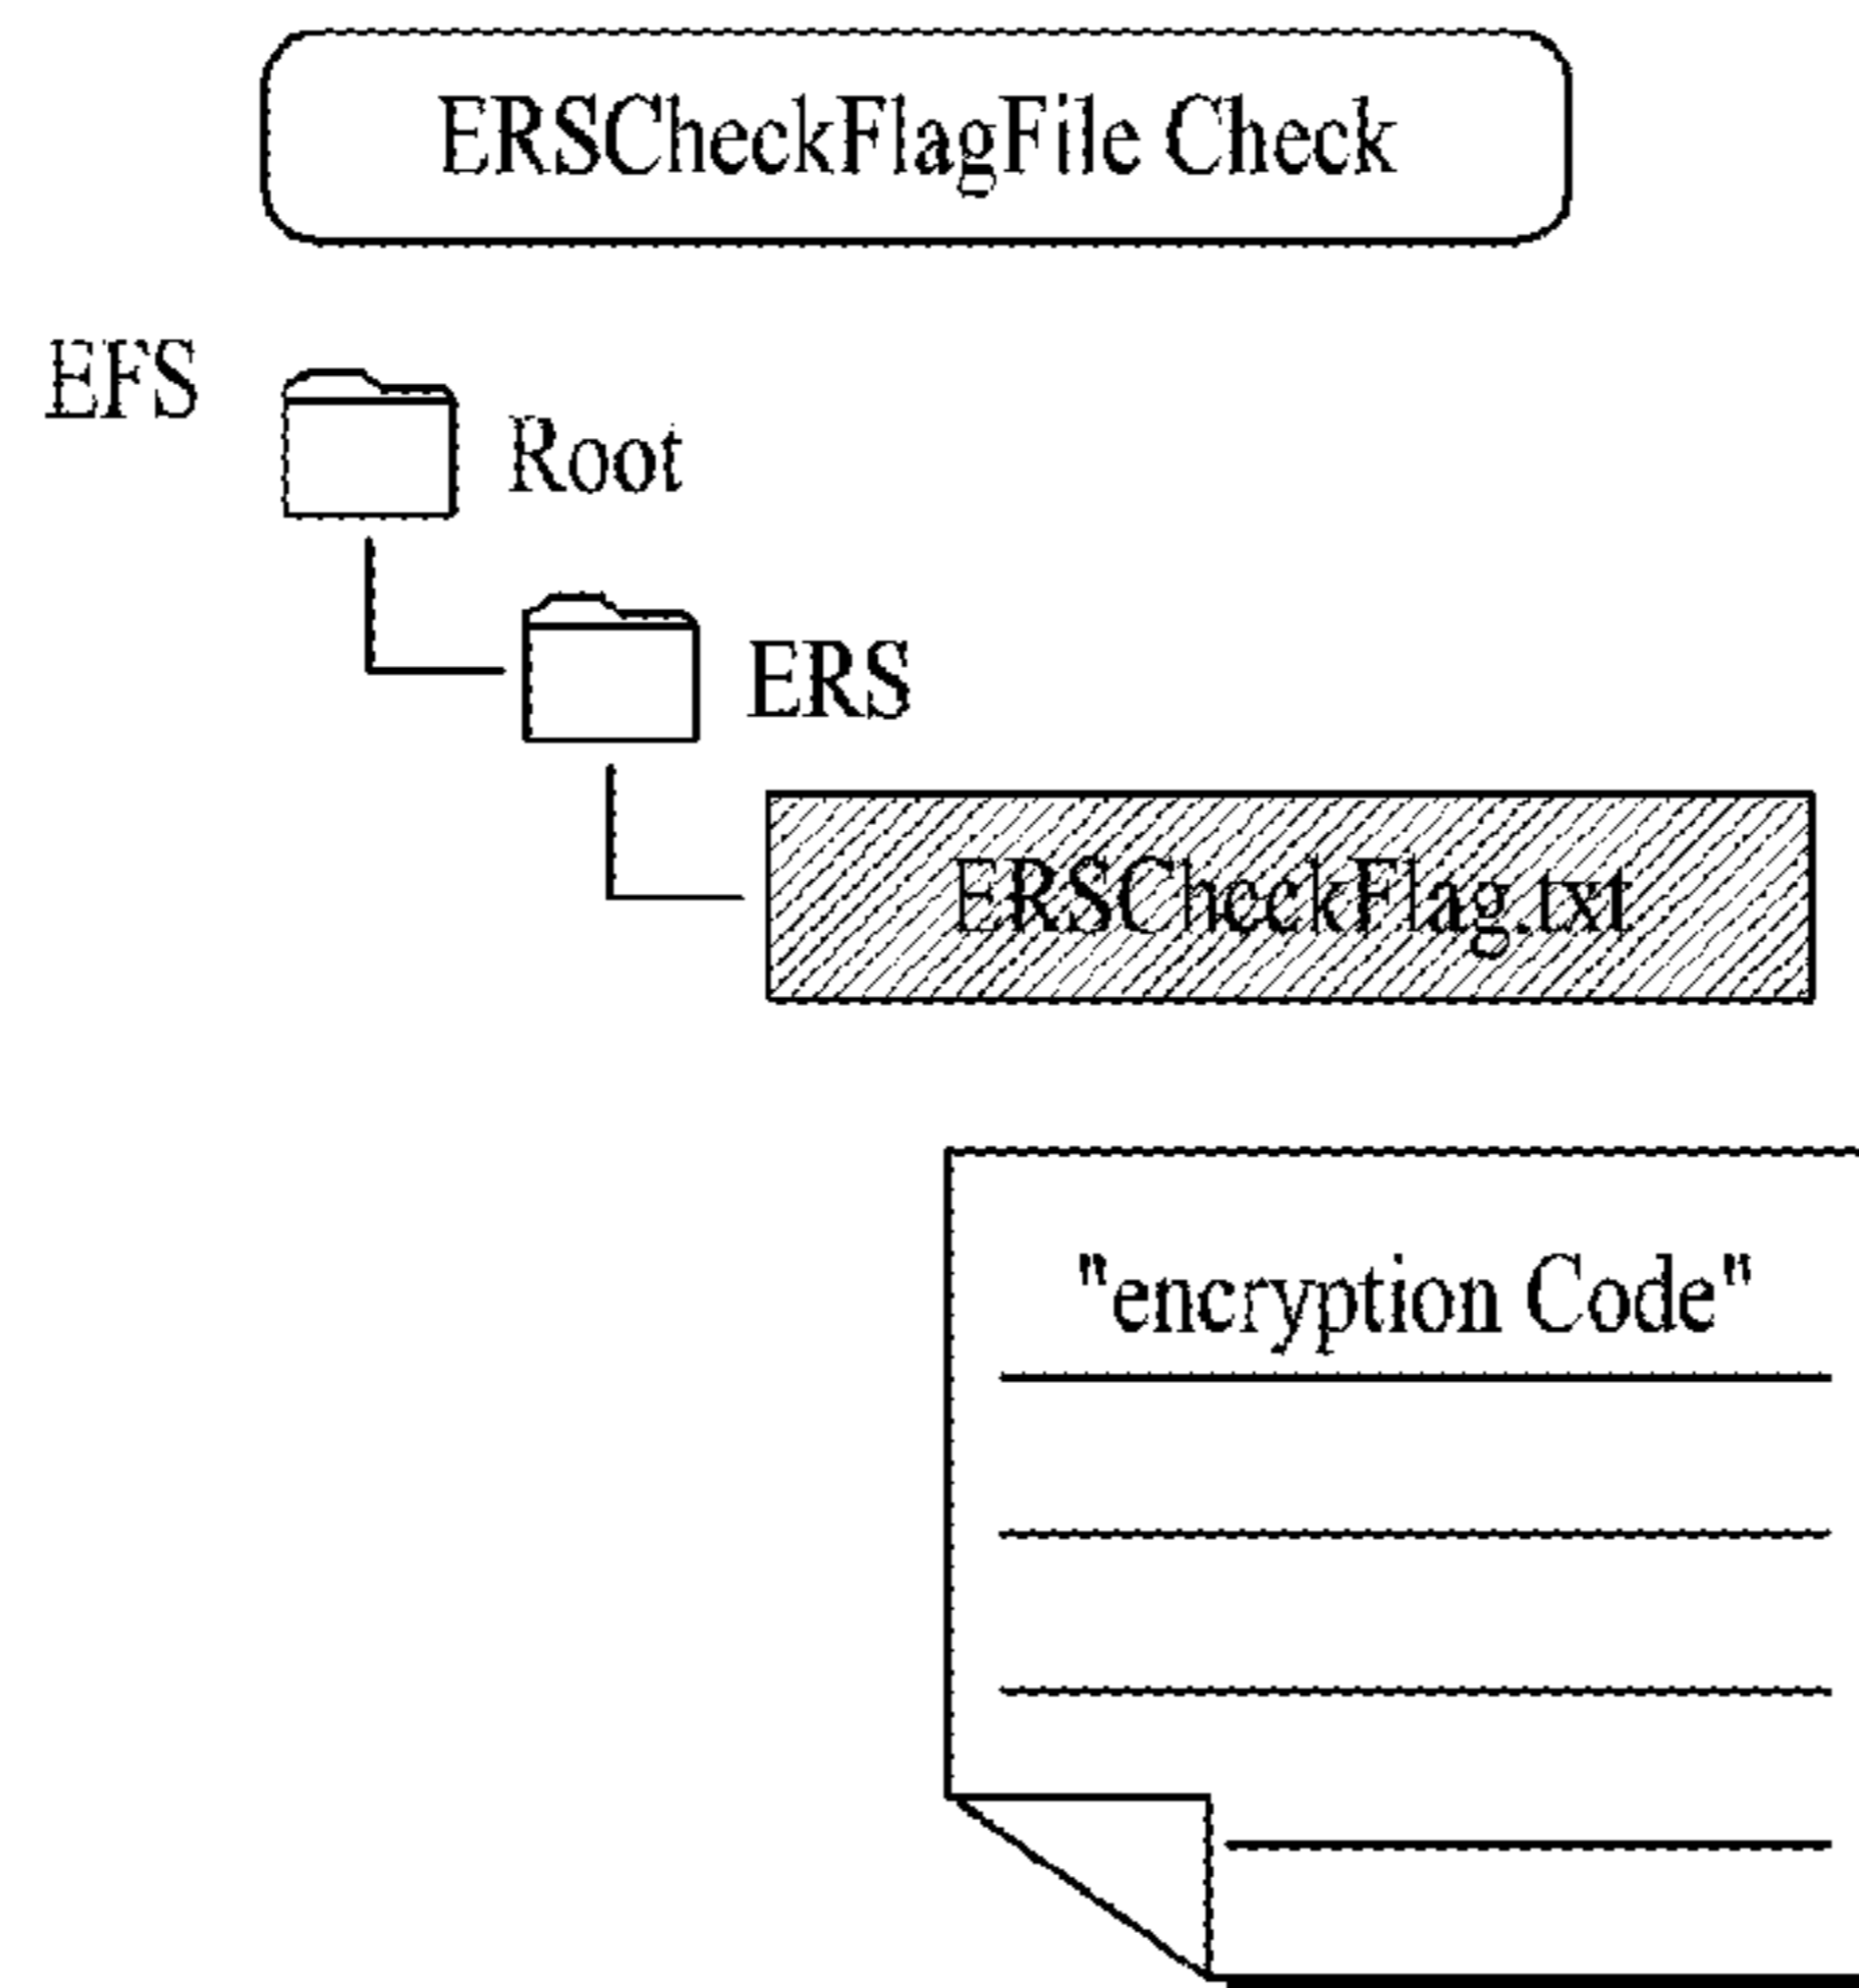 ERSCheckFlagFile Check
EFS
Root
ERS
ERSCheckFlag.txt
"encryption Code"